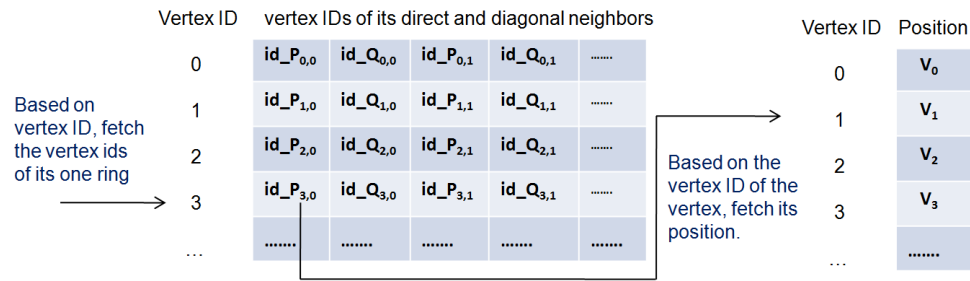 Vertex ID vertex IDs of its direct and diagonal neighbors
0 id_P0,0 id_Q0,0 id_P0,1 id_Q0,1 .......
1 id_P1,0 id_Q1,0 id_P1,1 id_Q1,1 .......
2 id_P2,0 id_Q2,0 id_P2,1 id_Q2,1 .......
3 id_P3,0 id_Q3,0 id_P3,1 id_Q3,1 .......
... ....... ....... ....... ....... .......
Based on
vertex ID, fetch
the vertex ids
of its one ring
Based on the
vertex ID of the
vertex, fetch its
position.
Vertex ID Position
0 V0
1 V1
2 V2
3 V3
... .......